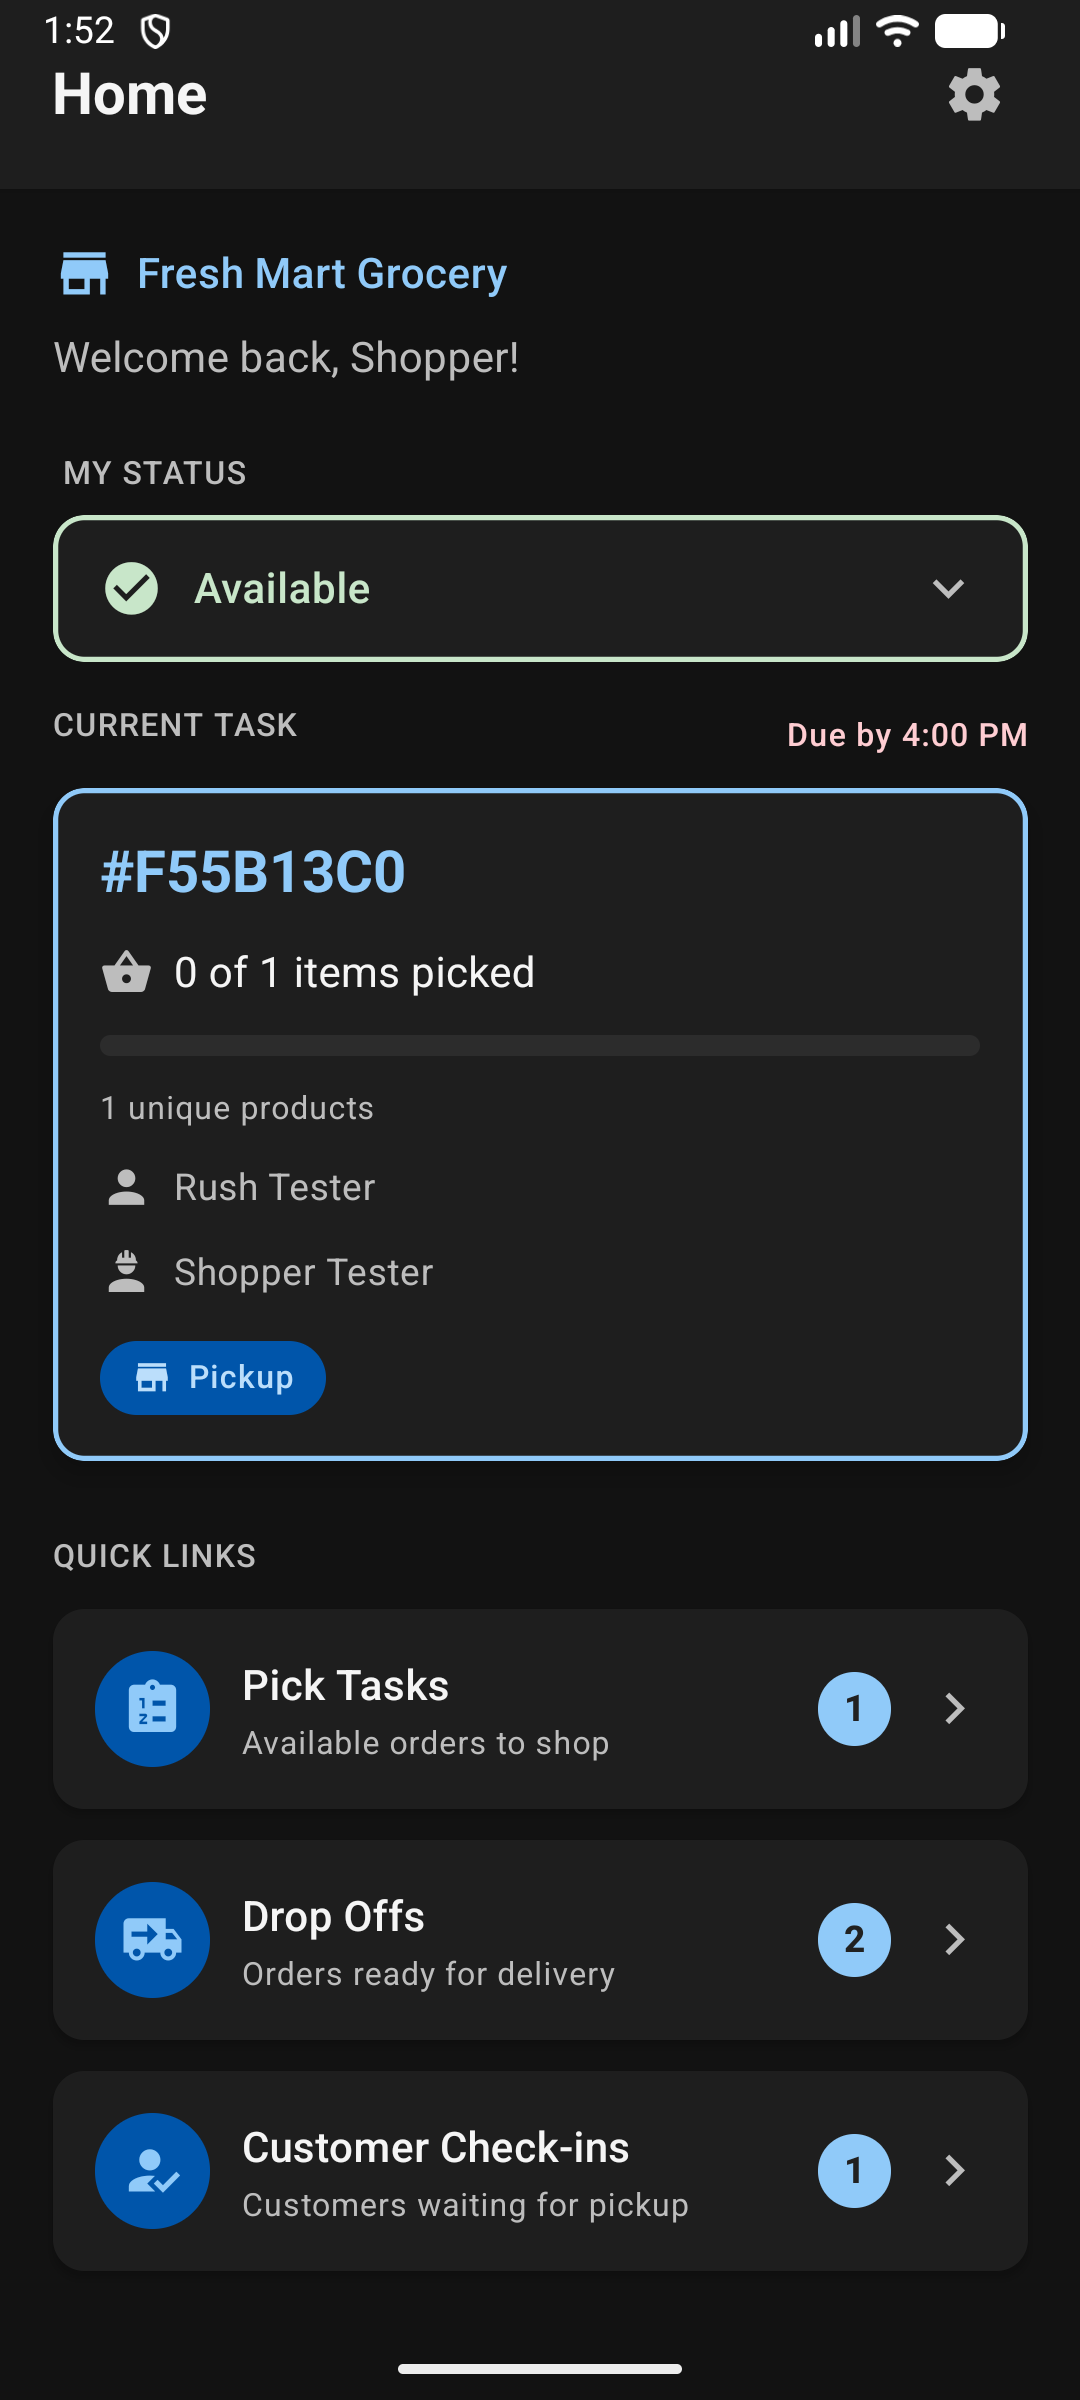 1:52
Home
Fresh Mart Grocery
Welcome back, Shopper!
MY STATUS
Available
CURRENT TASK
Due by 4:00 PM
#F55B13C0
0 of 1 items picked
1 unique products
Rush Tester
Shopper Tester
Pickup
QUICK LINKS
Pick Tasks
Available orders to shop
1
Drop Offs
Orders ready for delivery
2
Customer Check-ins
Customers waiting for pickup
1